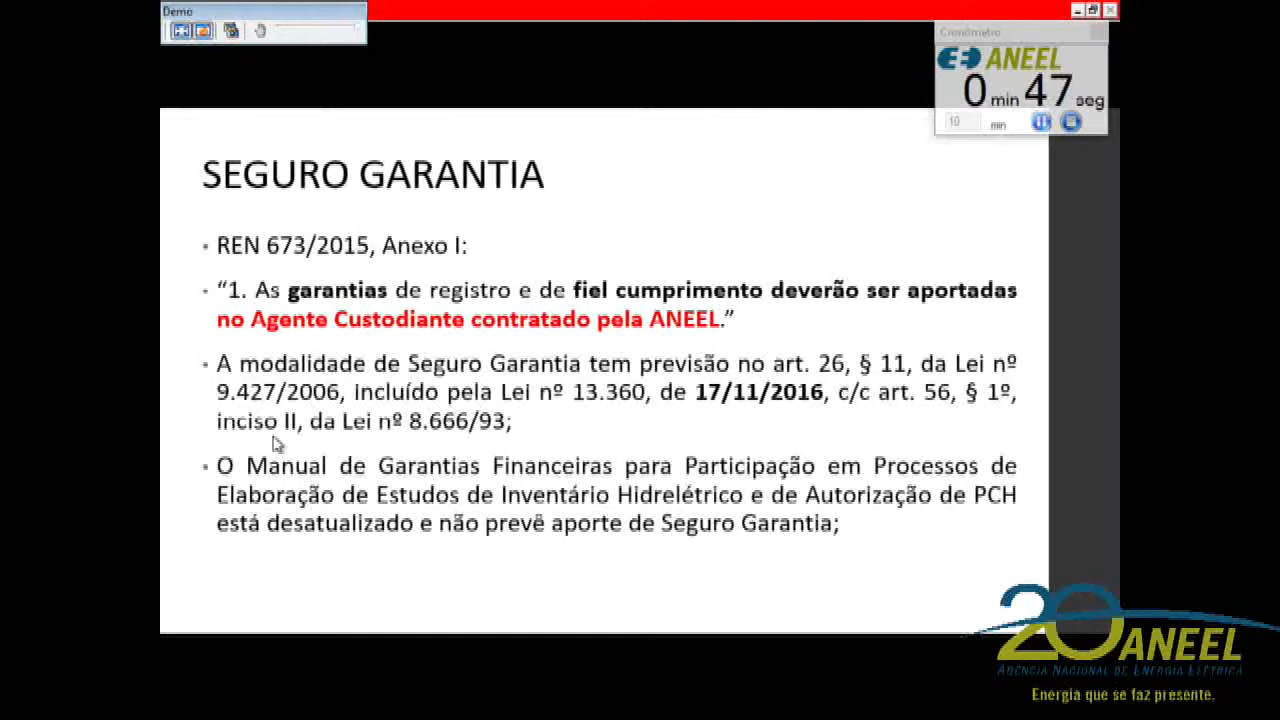 Demo
Cronômetro
ANEEL
0 min 47 seg
10 min
SEGURO GARANTIA
• REN 673/2015, Anexo I:
• “1. As garantias de registro e de fiel cumprimento deverão ser aportadas
no Agente Custodiante contratado pela ANEEL.”
• A modalidade de Seguro Garantia tem previsão no art. 26, § 11, da Lei nº
9.427/2006, incluído pela Lei nº 13.360, de 17/11/2016, c/c art. 56, § 1º,
inciso II, da Lei nº 8.666/93;
• O Manual de Garantias Financeiras para Participação em Processos de
Elaboração de Estudos de Inventário Hidrelétrico e de Autorização de PCH
está desatualizado e não prevê aporte de Seguro Garantia;
20 ANEEL
AGÊNCIA NACIONAL DE ENERGIA ELÉTRICA
Energia que se faz presente.